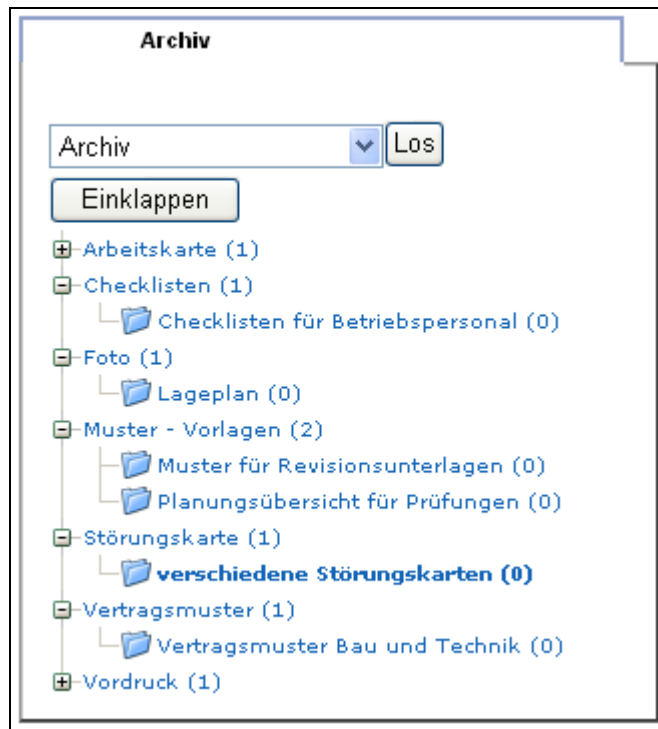 Archiv
Archiv
Los
Einklappen
Arbeitskarte (1)
Checklisten (1)
Checklisten für Betriebspersonal (0)
Foto (1)
Lageplan (0)
Muster - Vorlagen (2)
Muster für Revisionsunterlagen (0)
Planungsübersicht für Prüfungen (0)
Störungskarte (1)
verschiedene Störungskarten (0)
Vertragsmuster (1)
Vertragsmuster Bau und Technik (0)
Vordruck (1)